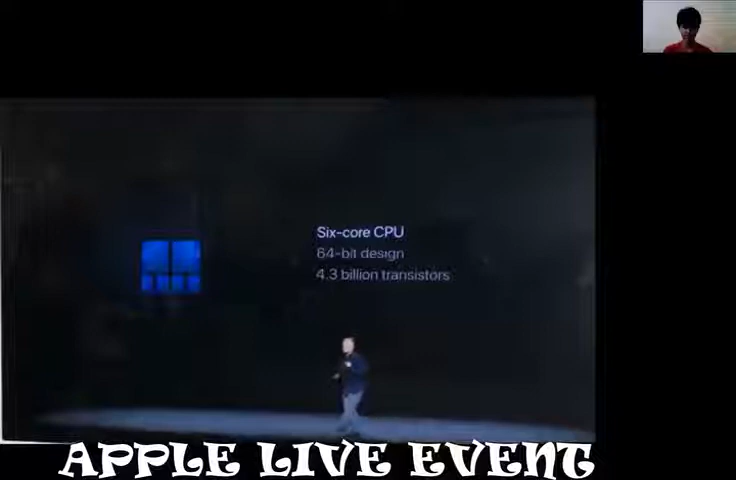 Six-core CPU
64-bit design
4.3 billion transistors
APPLE LIVE EVENT